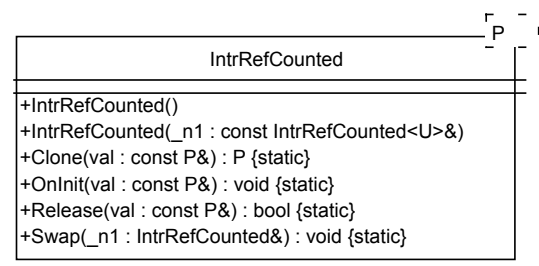 P
IntrRefCounted
+IntrRefCounted()
+IntrRefCounted(_n1 : const IntrRefCounted<U>&)
+Clone(val : const P&) : P {static}
+OnInit(val : const P&) : void {static}
+Release(val : const P&) : bool {static}
+Swap(_n1 : IntrRefCounted&) : void {static}